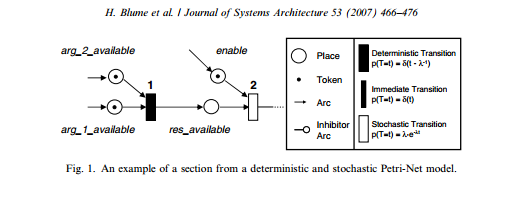 H. Blume et al. / Journal of Systems Architecture 53 (2007) 466–476
arg_2_available
enable
1
2
arg_1_available
res_available
Place
Token
Arc
Inhibitor
Arc
Deterministic Transition
p(T=t) = δ(t - λ⁻¹)
Immediate Transition
p(T=t) = δ(t)
Stochastic Transition
p(T=t) = λ·e^-λt
Fig. 1. An example of a section from a deterministic and stochastic Petri-Net model.